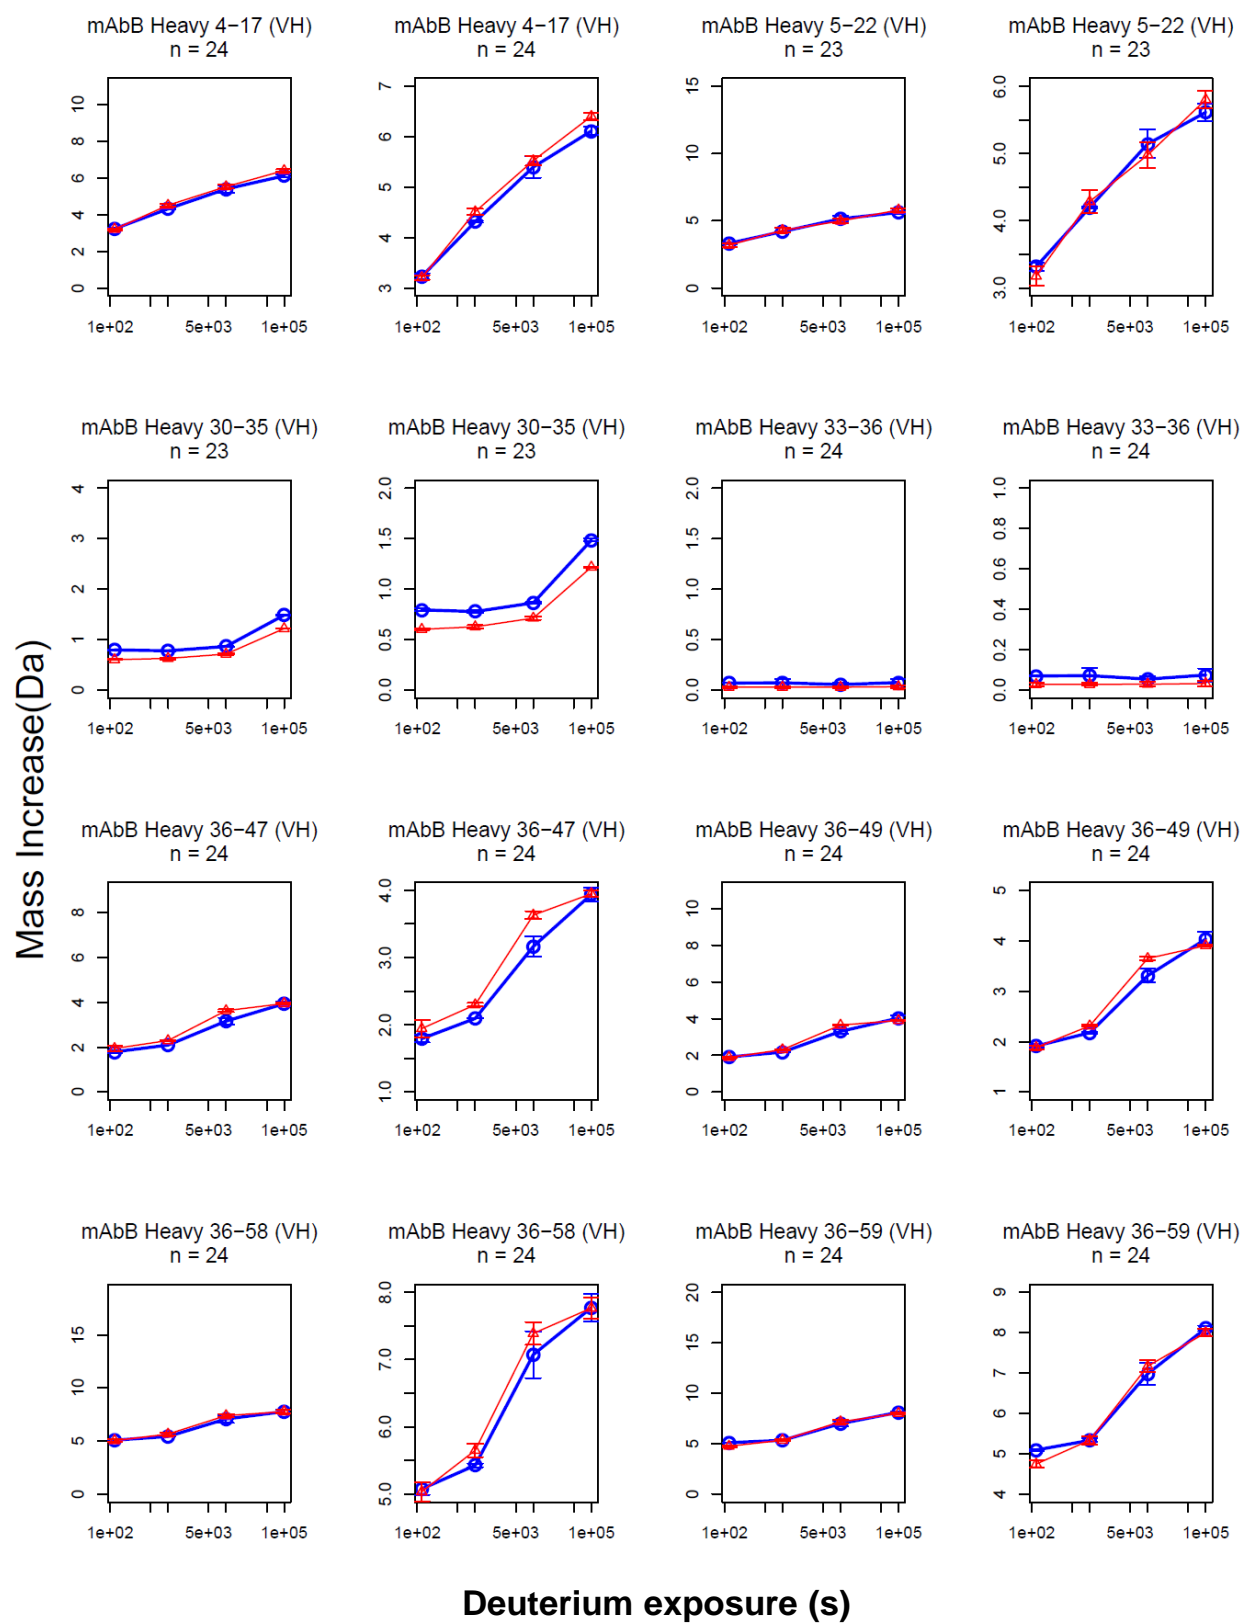 mAbB Heavy 4−17 (VH)
n = 24
mAbB Heavy 4−17 (VH)
n = 24
mAbB Heavy 5−22 (VH)
n = 23
mAbB Heavy 5−22 (VH)
n = 23
0 2 4 6 8 10
1e+02 5e+03 1e+05
3 4 5 6 7
1e+02 5e+03 1e+05
0 5 10 15
1e+02 5e+03 1e+05
3.0 4.0 5.0 6.0
1e+02 5e+03 1e+05
mAbB Heavy 30−35 (VH)
n = 23
mAbB Heavy 30−35 (VH)
n = 23
mAbB Heavy 33−36 (VH)
n = 24
mAbB Heavy 33−36 (VH)
n = 24
0 1 2 3 4
1e+02 5e+03 1e+05
0.0 0.5 1.0 1.5 2.0
1e+02 5e+03 1e+05
0.0 0.5 1.0 1.5 2.0
1e+02 5e+03 1e+05
0.0 0.2 0.4 0.6 0.8 1.0
1e+02 5e+03 1e+05
Mass Increase(Da)
mAbB Heavy 36−47 (VH)
n = 24
mAbB Heavy 36−47 (VH)
n = 24
mAbB Heavy 36−49 (VH)
n = 24
mAbB Heavy 36−49 (VH)
n = 24
0 2 4 6 8
1e+02 5e+03 1e+05
1.0 2.0 3.0 4.0
1e+02 5e+03 1e+05
0 2 4 6 8 10
1e+02 5e+03 1e+05
1 2 3 4 5
1e+02 5e+03 1e+05
mAbB Heavy 36−58 (VH)
n = 24
mAbB Heavy 36−58 (VH)
n = 24
mAbB Heavy 36−59 (VH)
n = 24
mAbB Heavy 36−59 (VH)
n = 24
0 5 10 15
1e+02 5e+03 1e+05
5.0 6.0 7.0 8.0
1e+02 5e+03 1e+05
0 5 10 15 20
1e+02 5e+03 1e+05
4 5 6 7 8 9
1e+02 5e+03 1e+05
Deuterium exposure (s)